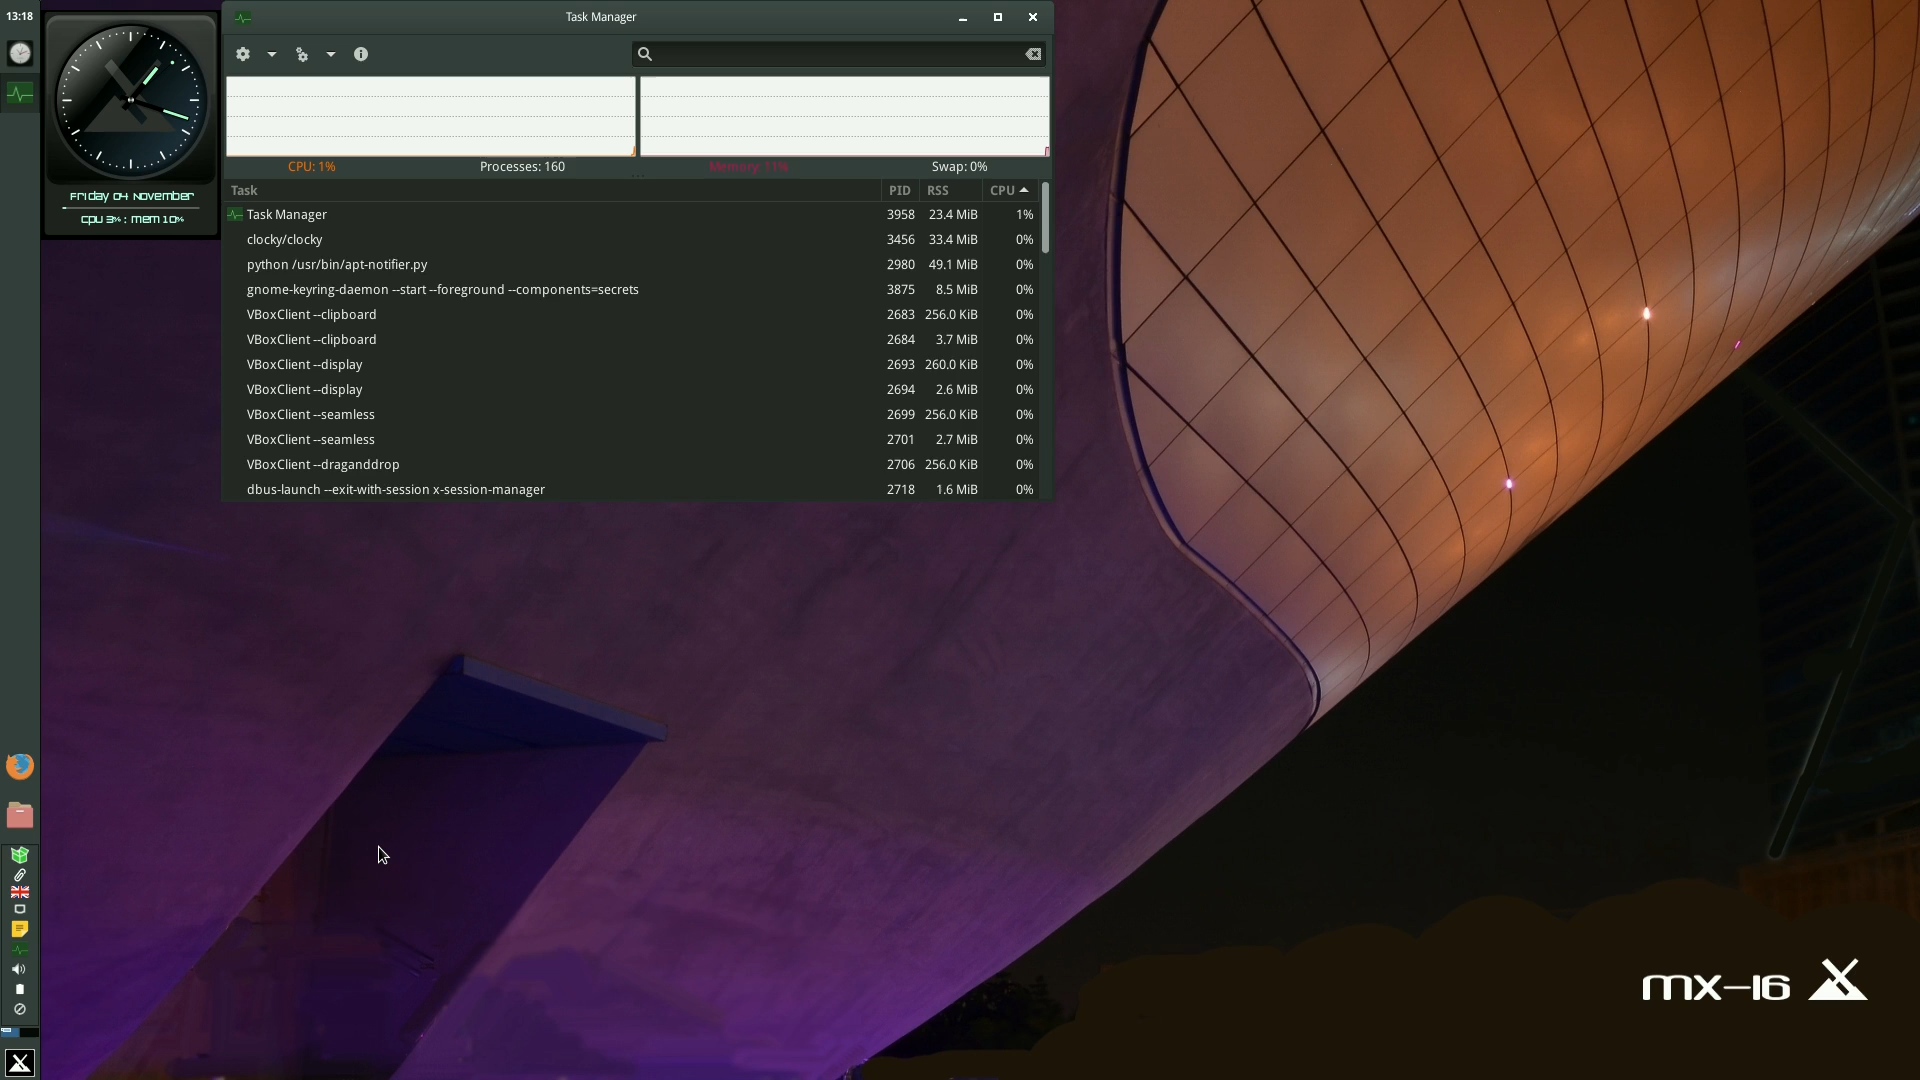 13:18
Friday 04 November
cpu 3% : mem 10%
Task Manager
CPU: 1%
Processes: 160
Memory: 11%
Swap: 0%
Task PID RSS CPU
Task Manager 3958 23.4 MiB 1%
clocky/clocky 3456 33.4 MiB 0%
python /usr/bin/apt-notifier.py 2980 49.1 MiB 0%
gnome-keyring-daemon --start --foreground --components=secrets 3875 8.5 MiB 0%
VBoxClient --clipboard 2683 256.0 KiB 0%
VBoxClient --clipboard 2684 3.7 MiB 0%
VBoxClient --display 2693 260.0 KiB 0%
VBoxClient --display 2694 2.6 MiB 0%
VBoxClient --seamless 2699 256.0 KiB 0%
VBoxClient --seamless 2701 2.7 MiB 0%
VBoxClient --draganddrop 2706 256.0 KiB 0%
dbus-launch --exit-with-session x-session-manager 2718 1.6 MiB 0%
mx-16